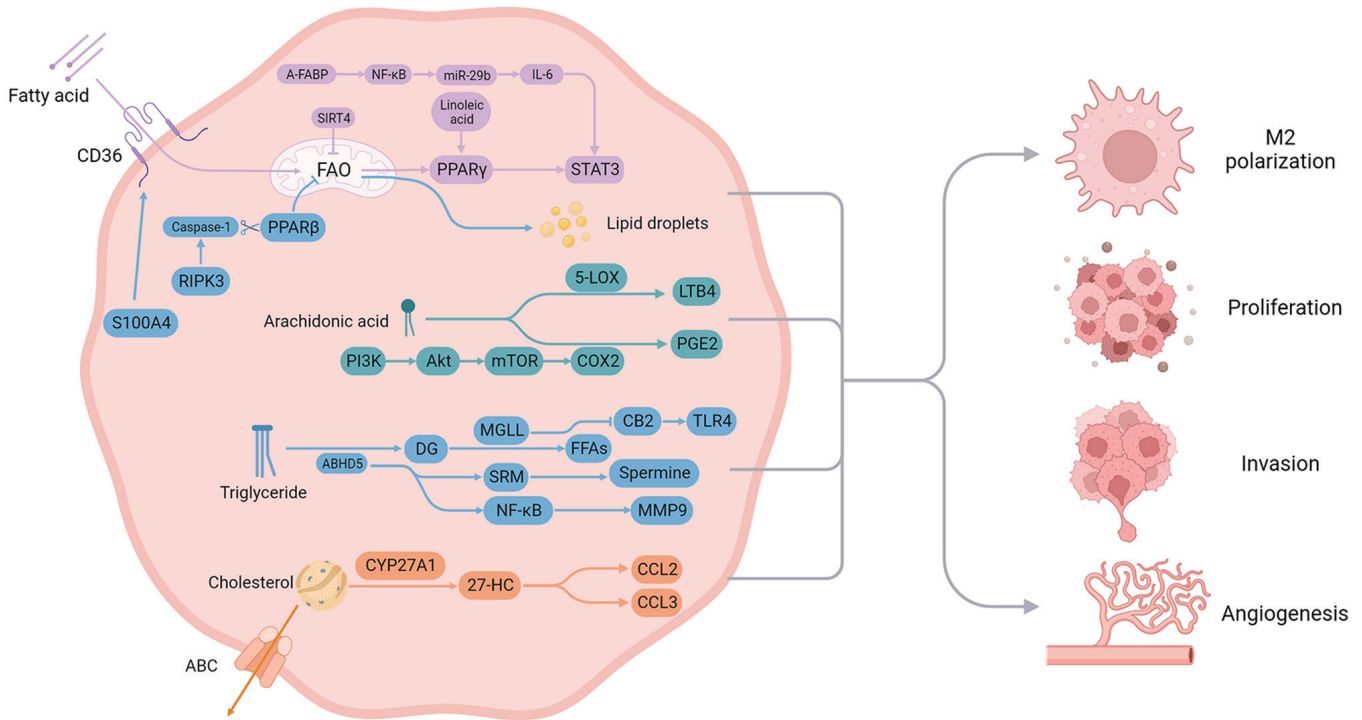 Fatty acid
CD36
A-FABP
NF-κB
miR-29b
IL-6
SIRT4
Linoleic
acid
FAO
PPARγ
STAT3
Caspase-1
PPARβ
Lipid droplets
RIPK3
S100A4
5-LOX
LTB4
Arachidonic acid
PGE2
PI3K
Akt
mTOR
COX2
MGLL
CB2
TLR4
DG
FFAs
ABHD5
Triglyceride
SRM
Spermine
NF-κB
MMP9
Cholesterol
CYP27A1
27-HC
CCL2
CCL3
ABC
M2
polarization
Proliferation
Invasion
Angiogenesis